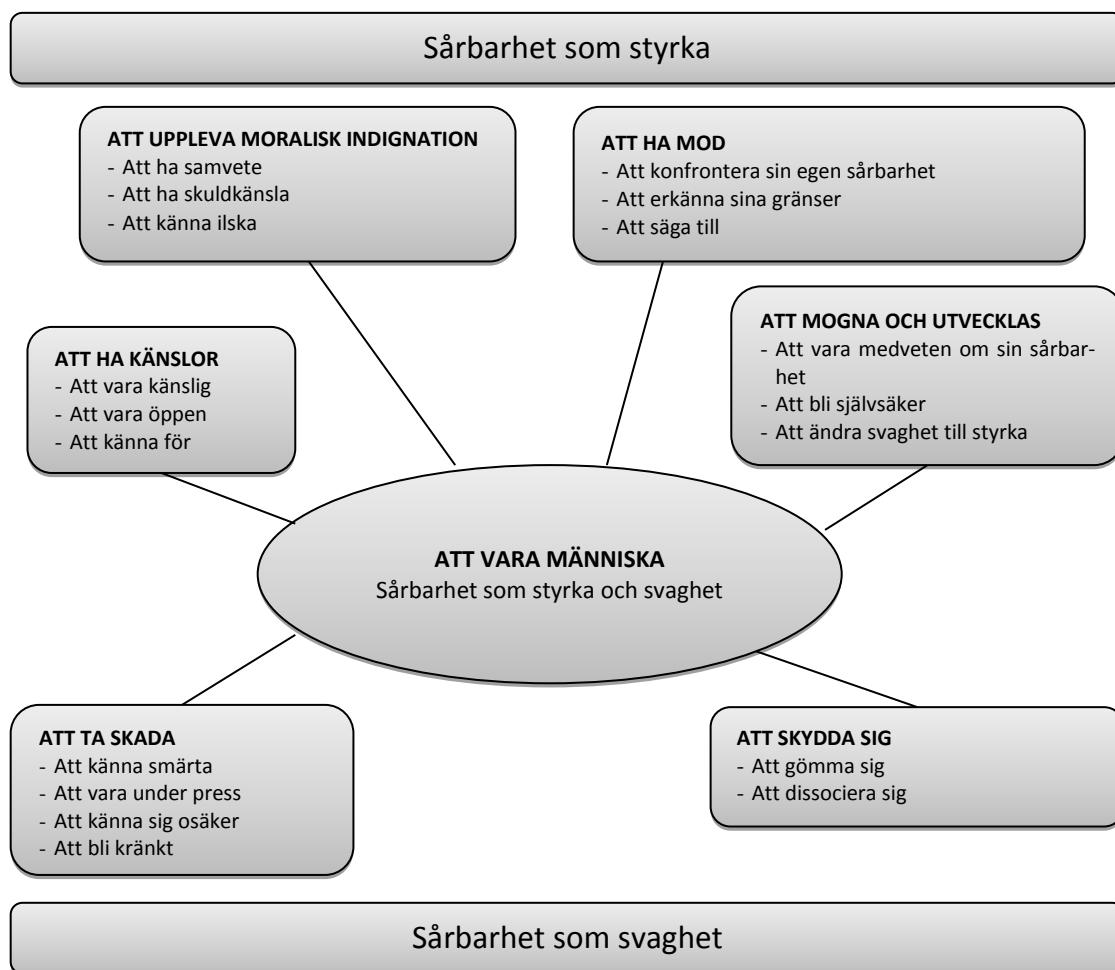 Sårbarhet som styrka
ATT UPPLEVA MORALISK INDIGNATION
- Att ha samvete
- Att ha skuldkänsla
- Att känna ilska
ATT HA MOD
- Att konfrontera sin egen sårbarhet
- Att erkänna sina gränser
- Att säga till
ATT HA KÄNSLOR
- Att vara känslig
- Att vara öppen
- Att känna för
ATT MOGNA OCH UTVECKLAS
- Att vara medveten om sin sårbar-
het
- Att bli självsäker
- Att ändra svaghet till styrka
ATT VARA MÄNNISKA
Sårbarhet som styrka och svaghet
ATT TA SKADA
- Att känna smärta
- Att vara under press
- Att känna sig osäker
- Att bli kränkt
ATT SKYDDA SIG
- Att gömma sig
- Att dissociera sig
Sårbarhet som svaghet